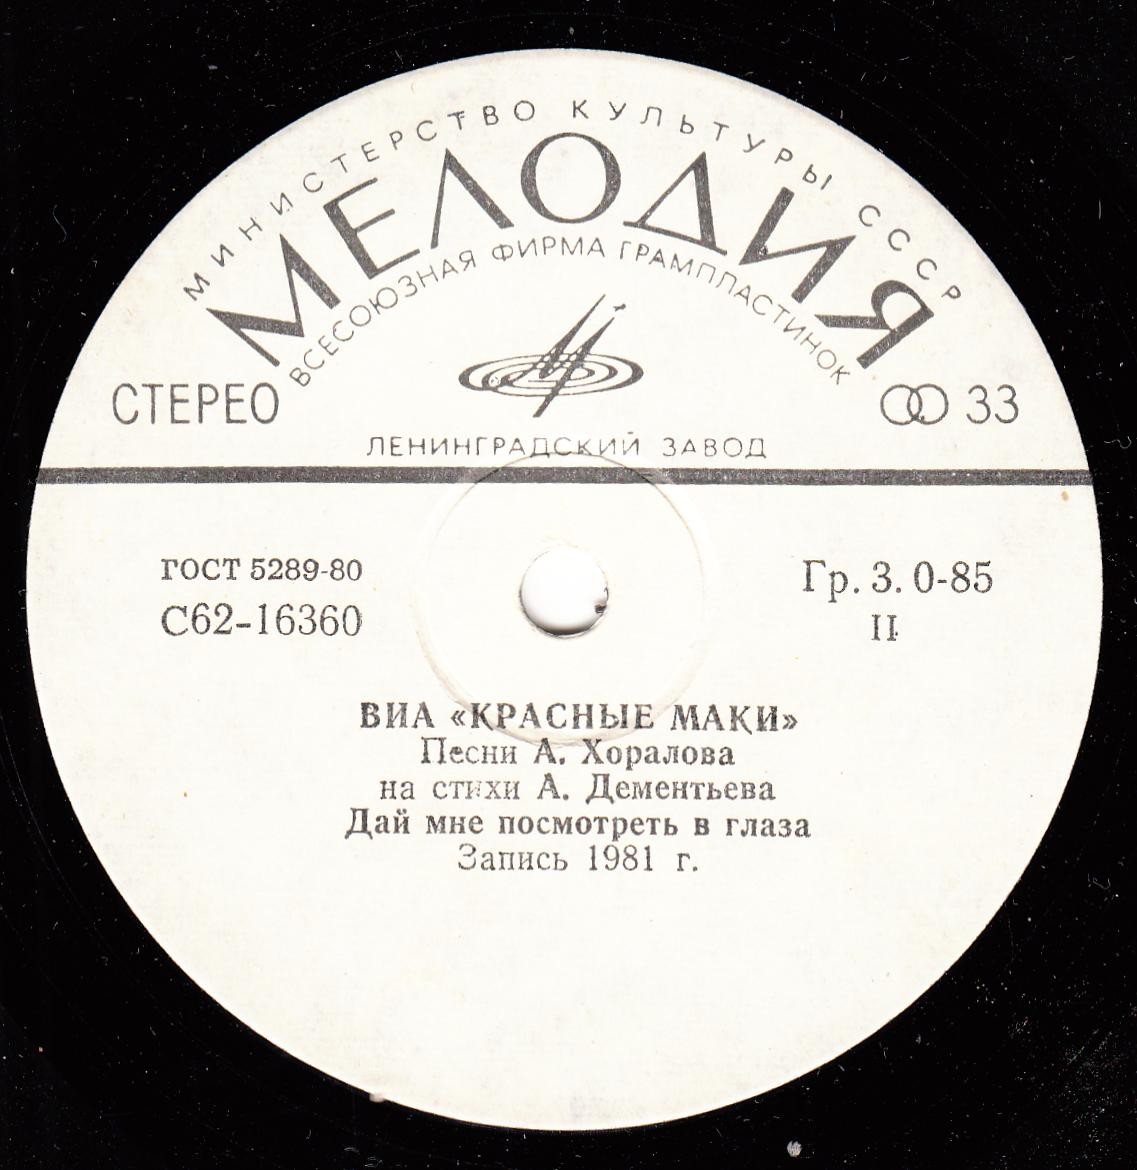 МИНИСТЕРСТВО КУЛЬТУРЫ СССР
МЕЛОДИЯ
ВСЕСОЮЗНАЯ ФИРМА ГРАМПЛАСТИНОК
СТЕРЕО
33
ЛЕНИНГРАДСКИЙ ЗАВОД
ГОСТ 5289-80
С62-16360
Гр. 3. 0-85
II
ВИА «КРАСНЫЕ МАКИ»
Песни А. Хоралова
на стихи А. Дементьева
Дай мне посмотреть в глаза
Запись 1981 г.